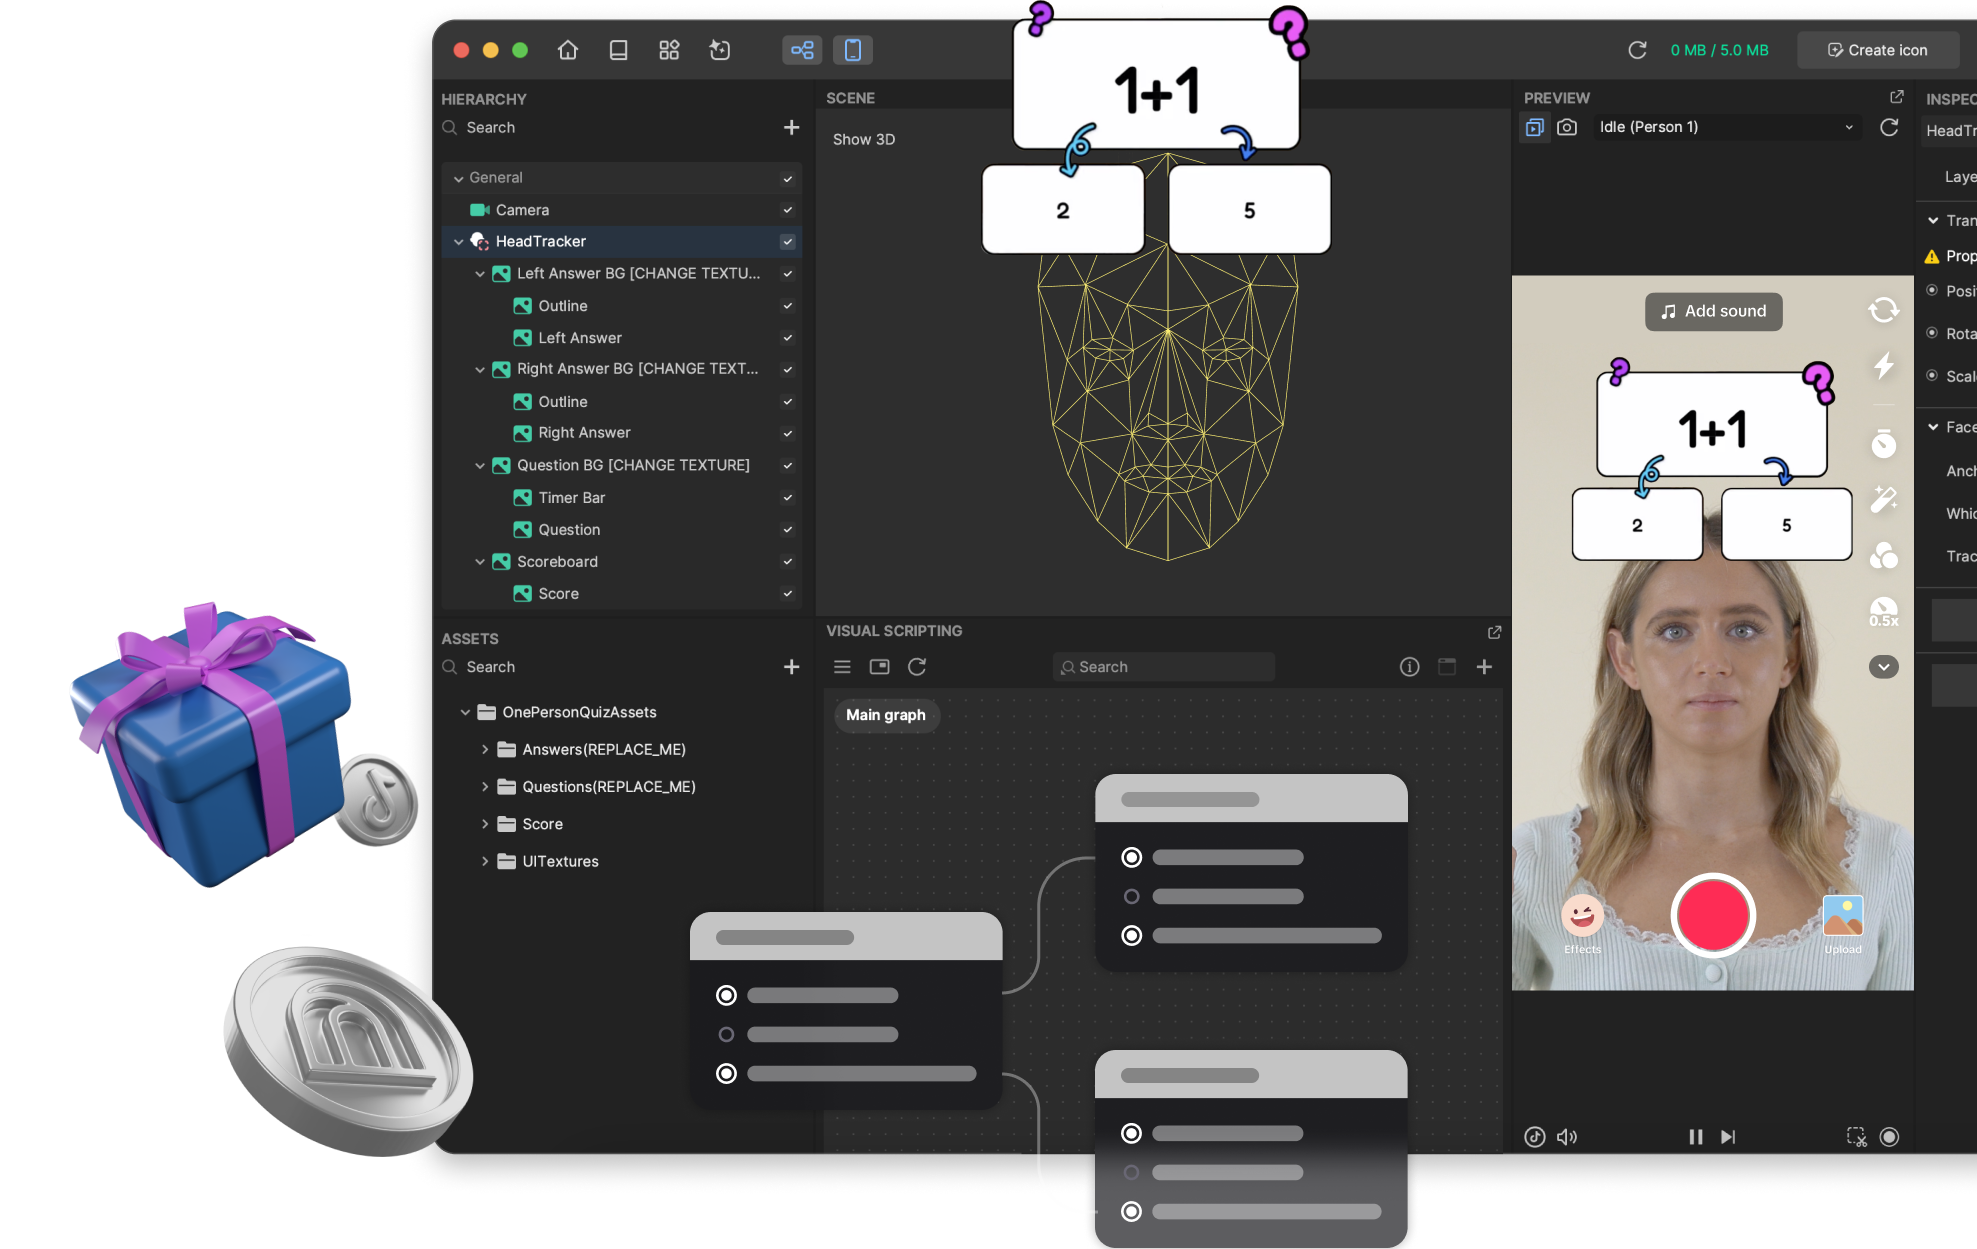 0 MB / 5.0 MB
Create icon
1+1
2
5
HIERARCHY
Search
General
Camera
HeadTracker
Left Answer BG [CHANGE TEXTU...
Outline
Left Answer
Right Answer BG [CHANGE TEXT...
Outline
Right Answer
Question BG [CHANGE TEXTURE]
Timer Bar
Question
Scoreboard
Score
ASSETS
Search
OnePersonQuizAssets
Answers(REPLACE_ME)
Questions(REPLACE_ME)
Score
UITextures
SCENE
Show 3D
VISUAL SCRIPTING
Search
Main graph
PREVIEW
Idle (Person 1)
Add sound
1+1
2
5
0.5x
Effects
Upload
INSPEC
HeadTr
Laye
Tran
Prop
Posi
Rota
Scal
Face
Anch
Whic
Trac